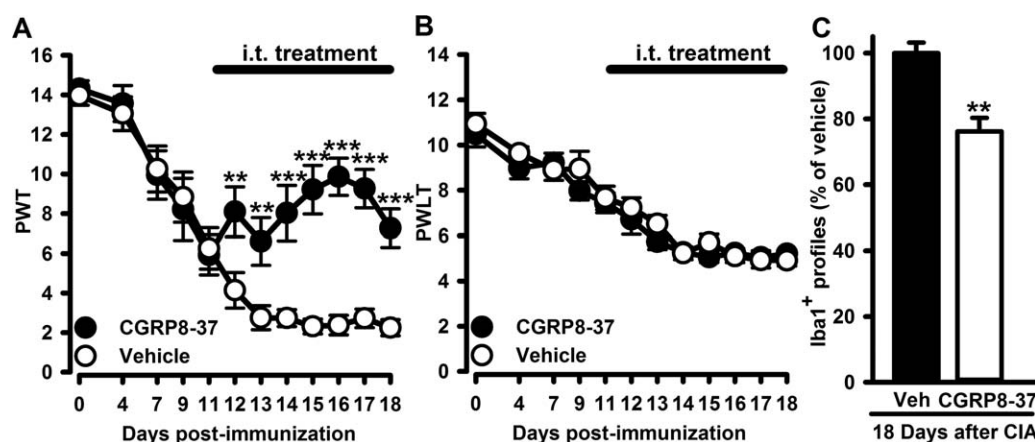 A
i.t. treatment
PWT
16
14
12
10
8
6
4
2
0
**
**
***
***
***
***
***
CGRP8-37
Vehicle
0 4 7 9 11 12 13 14 15 16 17 18
Days post-immunization
B
i.t. treatment
PWLT
14
12
10
8
6
4
2
0
CGRP8-37
Vehicle
0 4 7 9 11 12 13 14 15 16 17 18
Days post-immunization
C
Iba1+ profiles (% of vehicle)
100
80
60
40
20
0
**
Veh CGRP8-37
18 Days after CIA